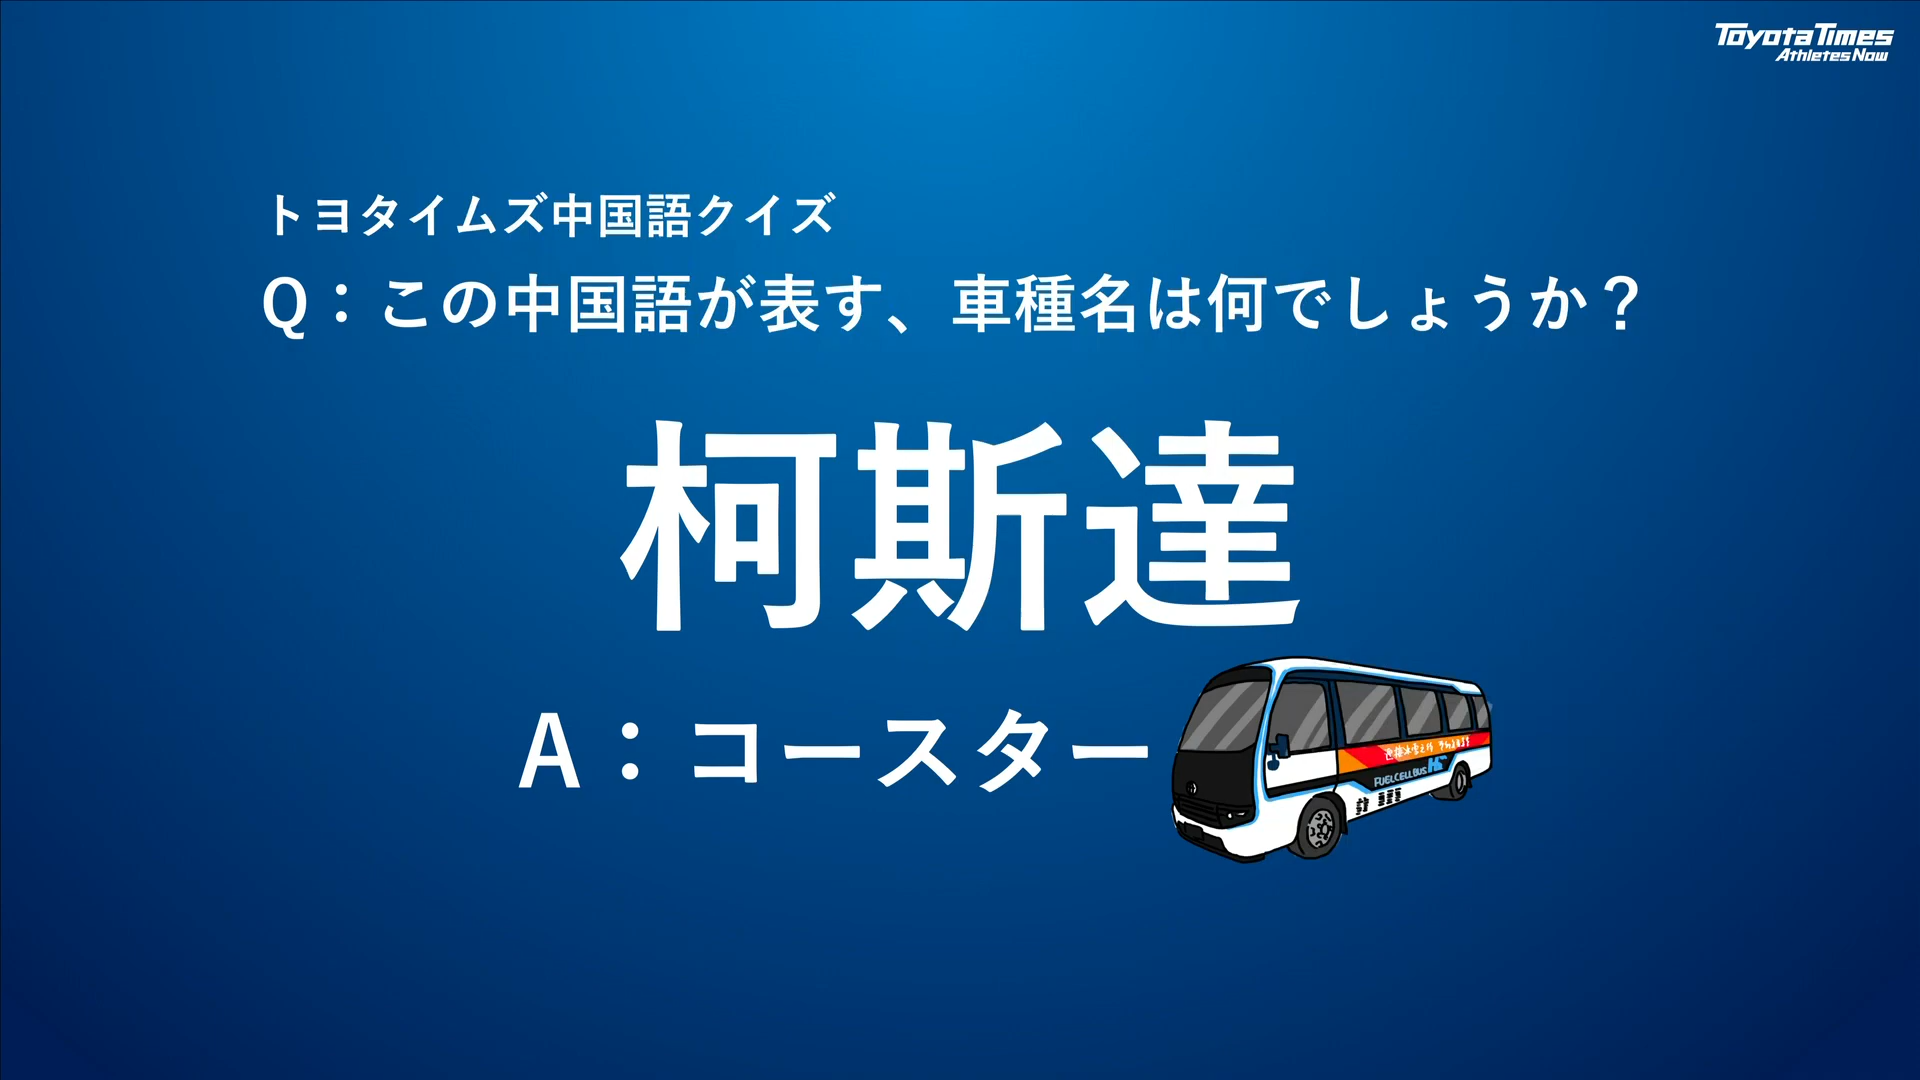 ToyotaTimes
Athletes Now
トヨタイムズ中国語クイズ
Q：この中国語が表す、車種名は何でしょうか？
柯斯達
A：コースター
FUEL CELL BUS